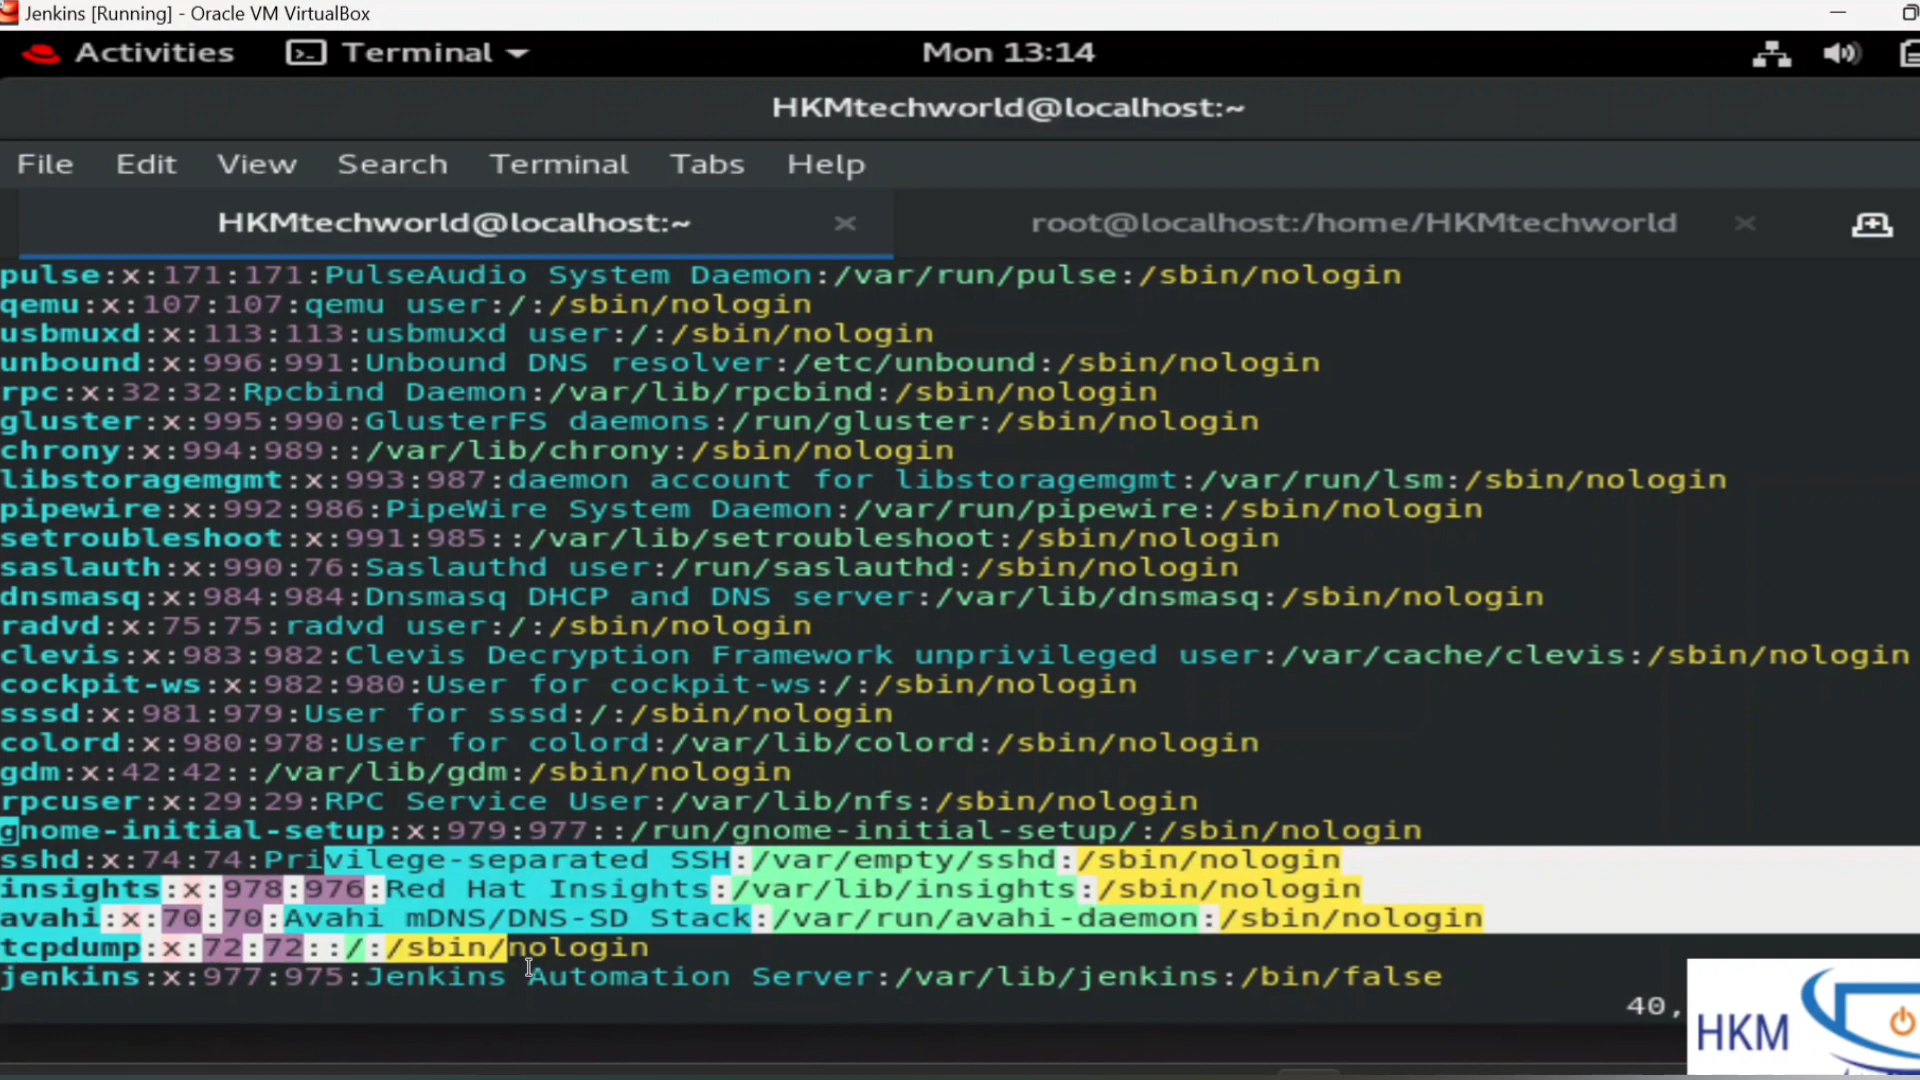 Jenkins [Running] - Oracle VM VirtualBox
Activities Terminal Mon 13:14
HKMtechworld@localhost:~
File Edit View Search Terminal Tabs Help
HKMtechworld@localhost:~ × root@localhost:/home/HKMtechworld ×
pulse:x:171:171:PulseAudio System Daemon:/var/run/pulse:/sbin/nologin
qemu:x:107:107:qemu user:/:/sbin/nologin
usbmuxd:x:113:113:usbmuxd user:/:/sbin/nologin
unbound:x:996:991:Unbound DNS resolver:/etc/unbound:/sbin/nologin
rpc:x:32:32:Rpcbind Daemon:/var/lib/rpcbind:/sbin/nologin
gluster:x:995:990:GlusterFS daemons:/run/gluster:/sbin/nologin
chrony:x:994:989::/var/lib/chrony:/sbin/nologin
libstoragemgmt:x:993:987:daemon account for libstoragemgmt:/var/run/lsm:/sbin/nologin
pipewire:x:992:986:PipeWire System Daemon:/var/run/pipewire:/sbin/nologin
setroubleshoot:x:991:985::/var/lib/setroubleshoot:/sbin/nologin
saslauth:x:990:76:Saslauthd user:/run/saslauthd:/sbin/nologin
dnsmasq:x:984:984:Dnsmasq DHCP and DNS server:/var/lib/dnsmasq:/sbin/nologin
radvd:x:75:75:radvd user:/:/sbin/nologin
clevis:x:983:982:Clevis Decryption Framework unprivileged user:/var/cache/clevis:/sbin/nologin
cockpit-ws:x:982:980:User for cockpit-ws:/:/sbin/nologin
sssd:x:981:979:User for sssd:/:/sbin/nologin
colord:x:980:978:User for colord:/var/lib/colord:/sbin/nologin
gdm:x:42:42::/var/lib/gdm:/sbin/nologin
rpcuser:x:29:29:RPC Service User:/var/lib/nfs:/sbin/nologin
gnome-initial-setup:x:979:977::/run/gnome-initial-setup/:/sbin/nologin
sshd:x:74:74:Privilege-separated SSH:/var/empty/sshd:/sbin/nologin
insights:x:978:976:Red Hat Insights:/var/lib/insights:/sbin/nologin
avahi:x:70:70:Avahi mDNS/DNS-SD Stack:/var/run/avahi-daemon:/sbin/nologin
tcpdump:x:72:72::/:/sbin/nologin
jenkins:x:977:975:Jenkins Automation Server:/var/lib/jenkins:/bin/false
40,
HKM